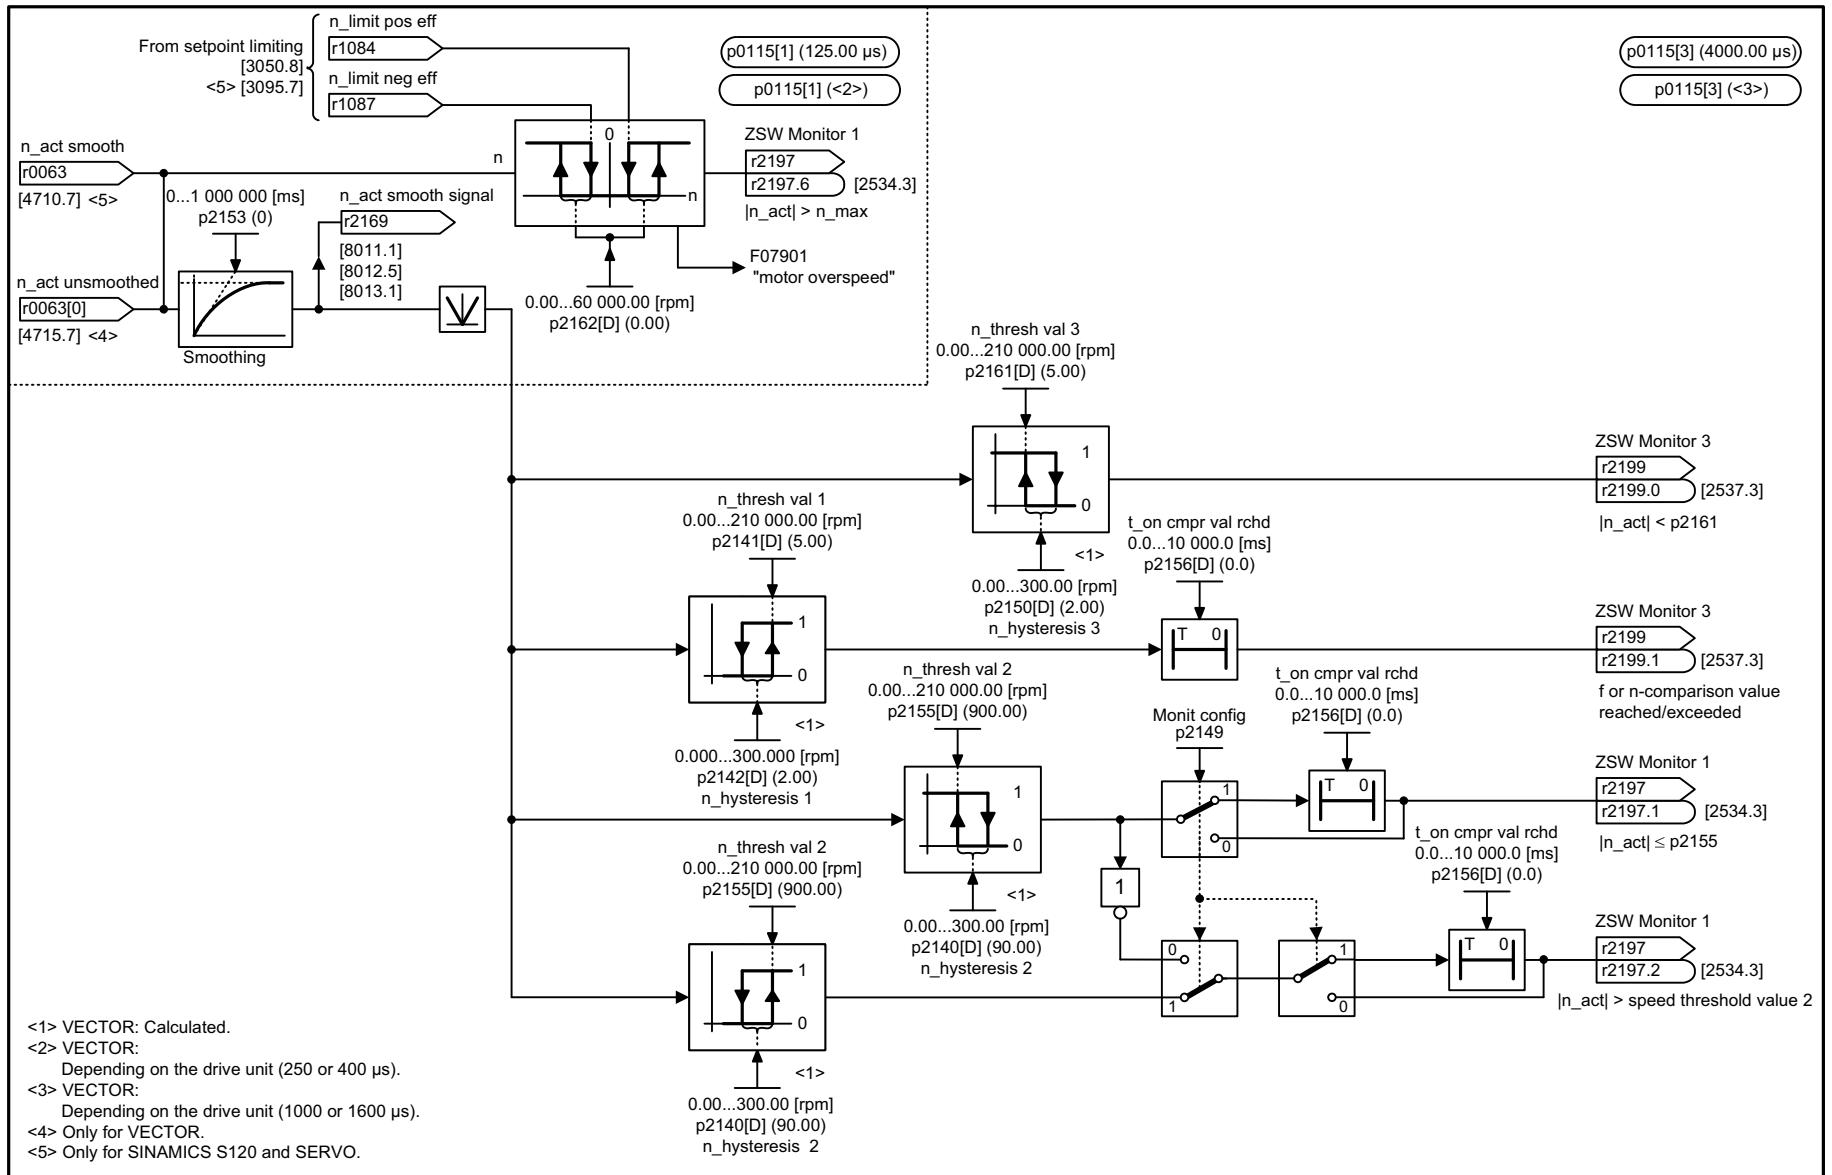 n_limit pos eff
From setpoint limiting
[3050.8]
<5> [3095.7]
r1084
n_limit neg eff
r1087
p0115[1] (125.00 µs)
p0115[1] (<2>)
p0115[3] (4000.00 µs)
p0115[3] (<3>)
n_act smooth
r0063
[4710.7] <5>
n
0
n
ZSW Monitor 1
r2197
r2197.6
[2534.3]
|n_act| > n_max
0...1 000 000 [ms]
p2153 (0)
n_act smooth signal
r2169
[8011.1]
[8012.5]
[8013.1]
F07901
"motor overspeed"
n_act unsmoothed
r0063[0]
[4715.7] <4>
Smoothing
0.00...60 000.00 [rpm]
p2162[D] (0.00)
n_thresh val 3
0.00...210 000.00 [rpm]
p2161[D] (5.00)
1
0
<1>
0.00...300.00 [rpm]
p2150[D] (2.00)
n_hysteresis 3
ZSW Monitor 3
r2199
r2199.0
[2537.3]
|n_act| < p2161
n_thresh val 1
0.00...210 000.00 [rpm]
p2141[D] (5.00)
1
0
<1>
0.000...300.000 [rpm]
p2142[D] (2.00)
n_hysteresis 1
t_on cmpr val rchd
0.0...10 000.0 [ms]
p2156[D] (0.0)
T 0
ZSW Monitor 3
r2199
r2199.1
[2537.3]
f or n-comparison value
reached/exceeded
n_thresh val 2
0.00...210 000.00 [rpm]
p2155[D] (900.00)
1
0
<1>
0.00...300.00 [rpm]
p2140[D] (90.00)
n_hysteresis 2
Monit config
p2149
1
0
t_on cmpr val rchd
0.0...10 000.0 [ms]
p2156[D] (0.0)
T 0
ZSW Monitor 1
r2197
r2197.1
[2534.3]
|n_act| ≤ p2155
n_thresh val 2
0.00...210 000.00 [rpm]
p2155[D] (900.00)
1
0
<1>
0.00...300.00 [rpm]
p2140[D] (90.00)
n_hysteresis 2
1
0
1
1
0
t_on cmpr val rchd
0.0...10 000.0 [ms]
p2156[D] (0.0)
T 0
ZSW Monitor 1
r2197
r2197.2
[2534.3]
|n_act| > speed threshold value 2
<1> VECTOR: Calculated.
<2> VECTOR:
Depending on the drive unit (250 or 400 µs).
<3> VECTOR:
Depending on the drive unit (1000 or 1600 µs).
<4> Only for VECTOR.
<5> Only for SINAMICS S120 and SERVO.